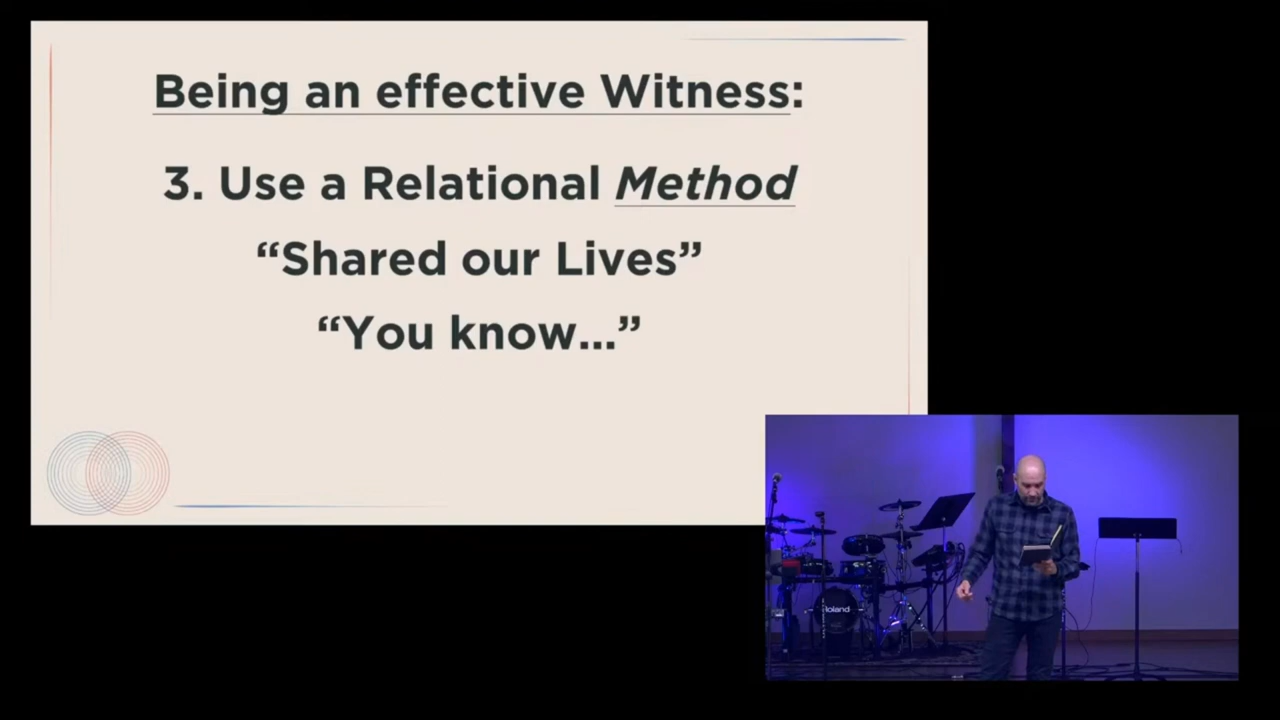 Being an effective Witness:
3. Use a Relational Method
“Shared our Lives”
“You know...”
Roland